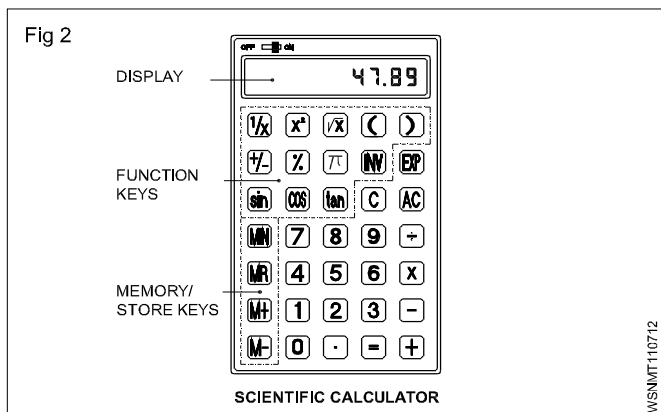 Fig 2
OFF ON
DISPLAY
47.89
1/x x² √x ( )
+/- % π INV EXP
FUNCTION
KEYS
sin COS tan C AC
MIN 7 8 9 ÷
MR 4 5 6 x
MEMORY/
STORE KEYS
M+ 1 2 3 −
M- 0 · = +
SCIENTIFIC CALCULATOR
WSNMT110712